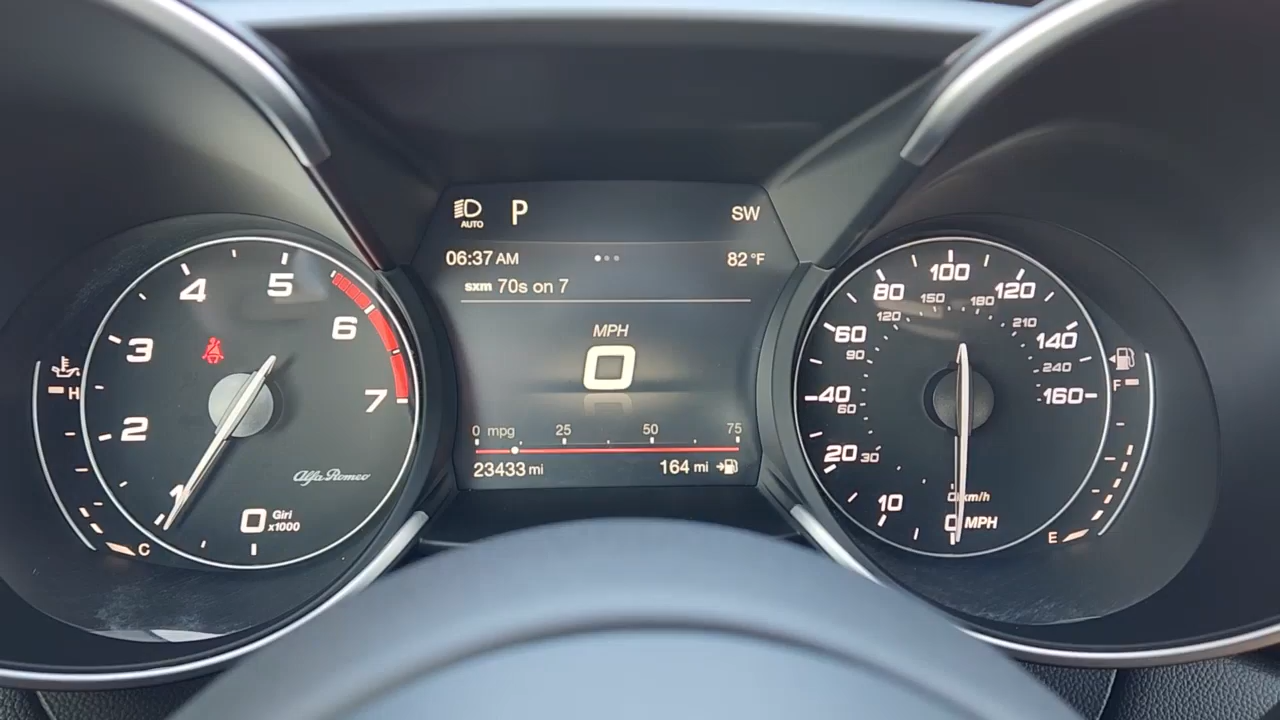 AUTO
P
SW
06:37 AM
82 °F
sxm 70s on 7
MPH
0
0 mpg 25 50 75
23433 mi
164 mi
H
C
1
2
3
4
5
6
7
Alfa Romeo
0 Giri
x1000
0 MPH
10
20
40
60
80
100
120
140
160
0 km/h
30
60
90
120
150
180
210
240
F
E